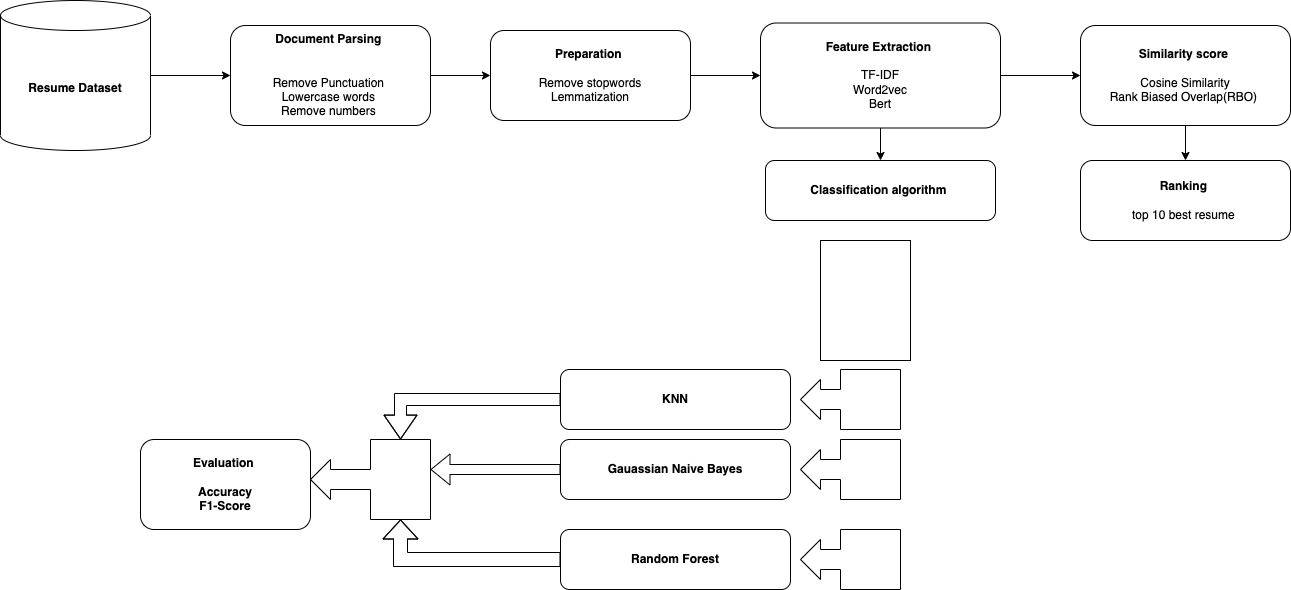 Resume Dataset
Document Parsing
Remove Punctuation
Lowercase words
Remove numbers
Preparation
Remove stopwords
Lemmatization
Feature Extraction
TF-IDF
Word2vec
Bert
Similarity score
Cosine Similarity
Rank Biased Overlap(RBO)
Classification algorithm
Ranking
top 10 best resume
KNN
Gauassian Naive Bayes
Random Forest
Evaluation
Accuracy
F1-Score